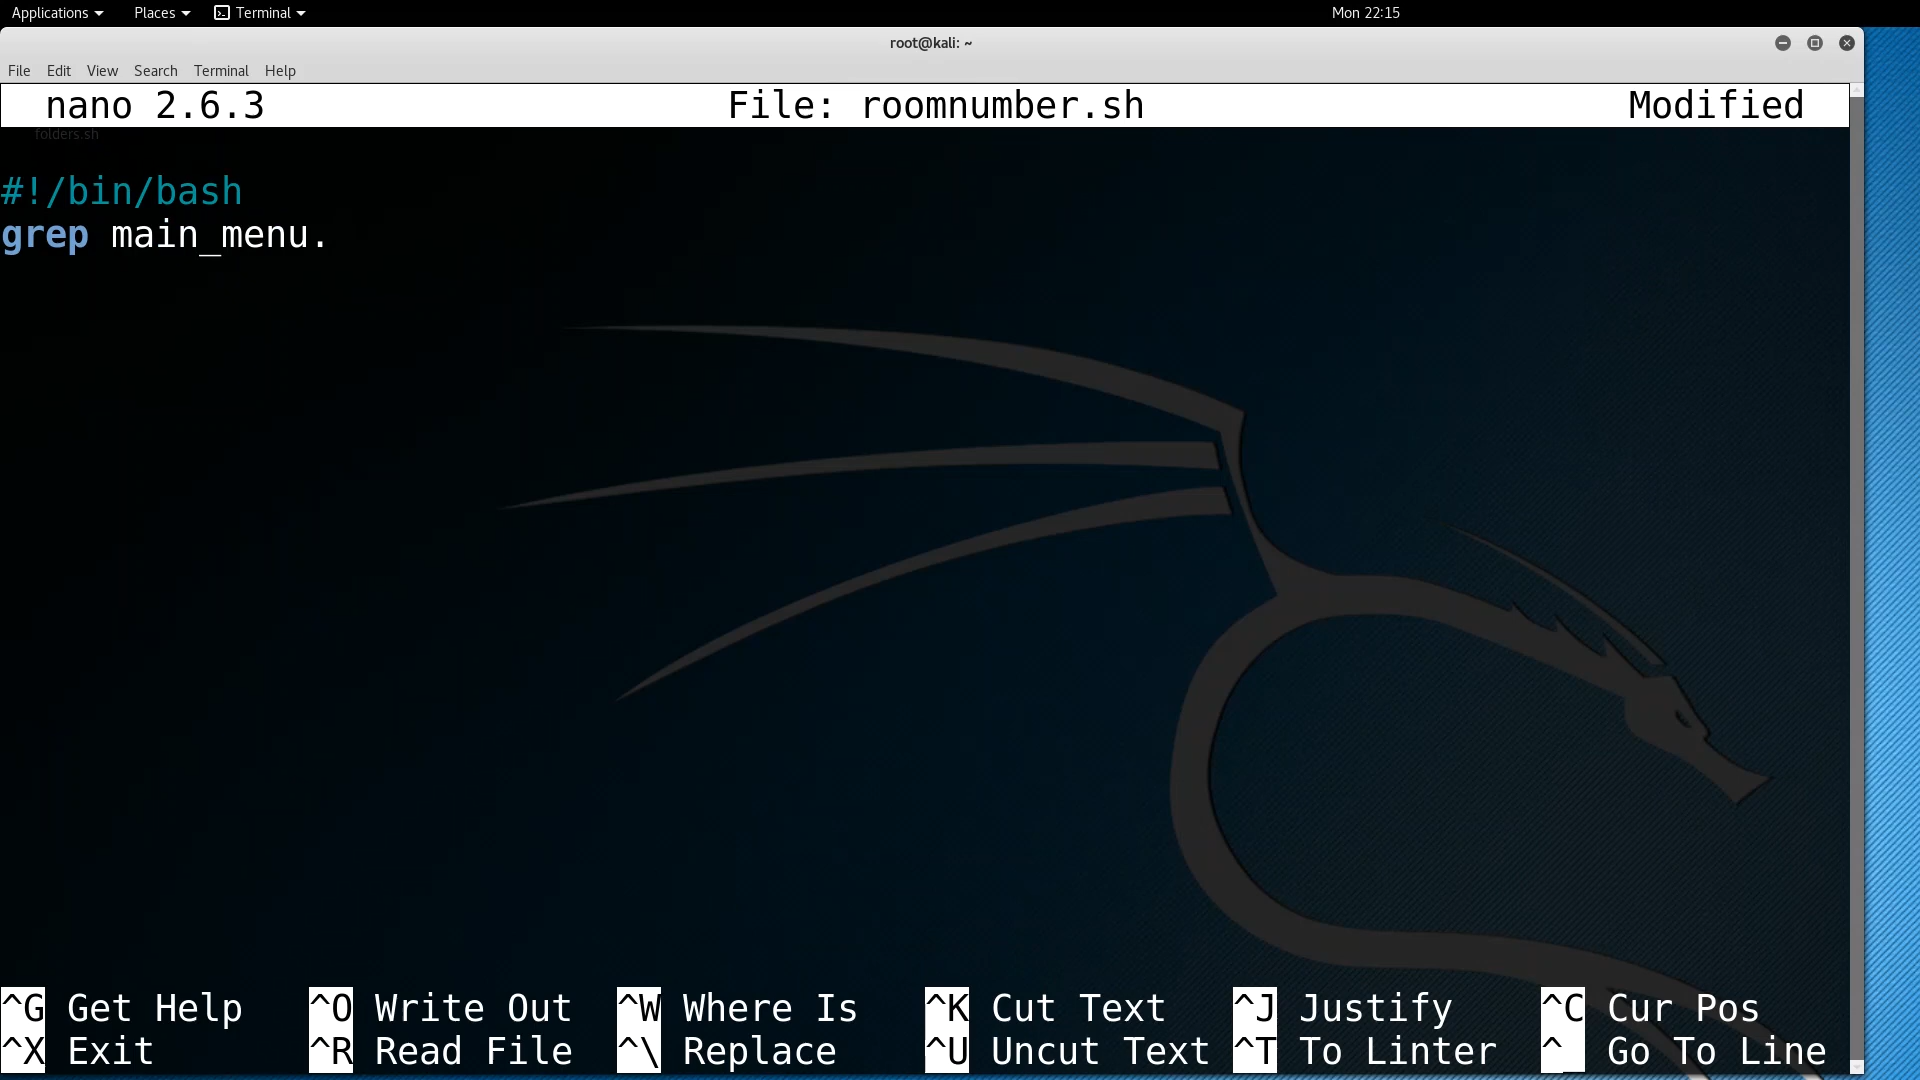 Applications Places Terminal Mon 22:15
root@kali: ~
File Edit View Search Terminal Help
nano 2.6.3 File: roomnumber.sh Modified
folders.sh
#!/bin/bash
grep main_menu.
^G Get Help ^O Write Out ^W Where Is ^K Cut Text ^J Justify ^C Cur Pos
^X Exit ^R Read File ^\ Replace ^U Uncut Text ^T To Linter ^_ Go To Line